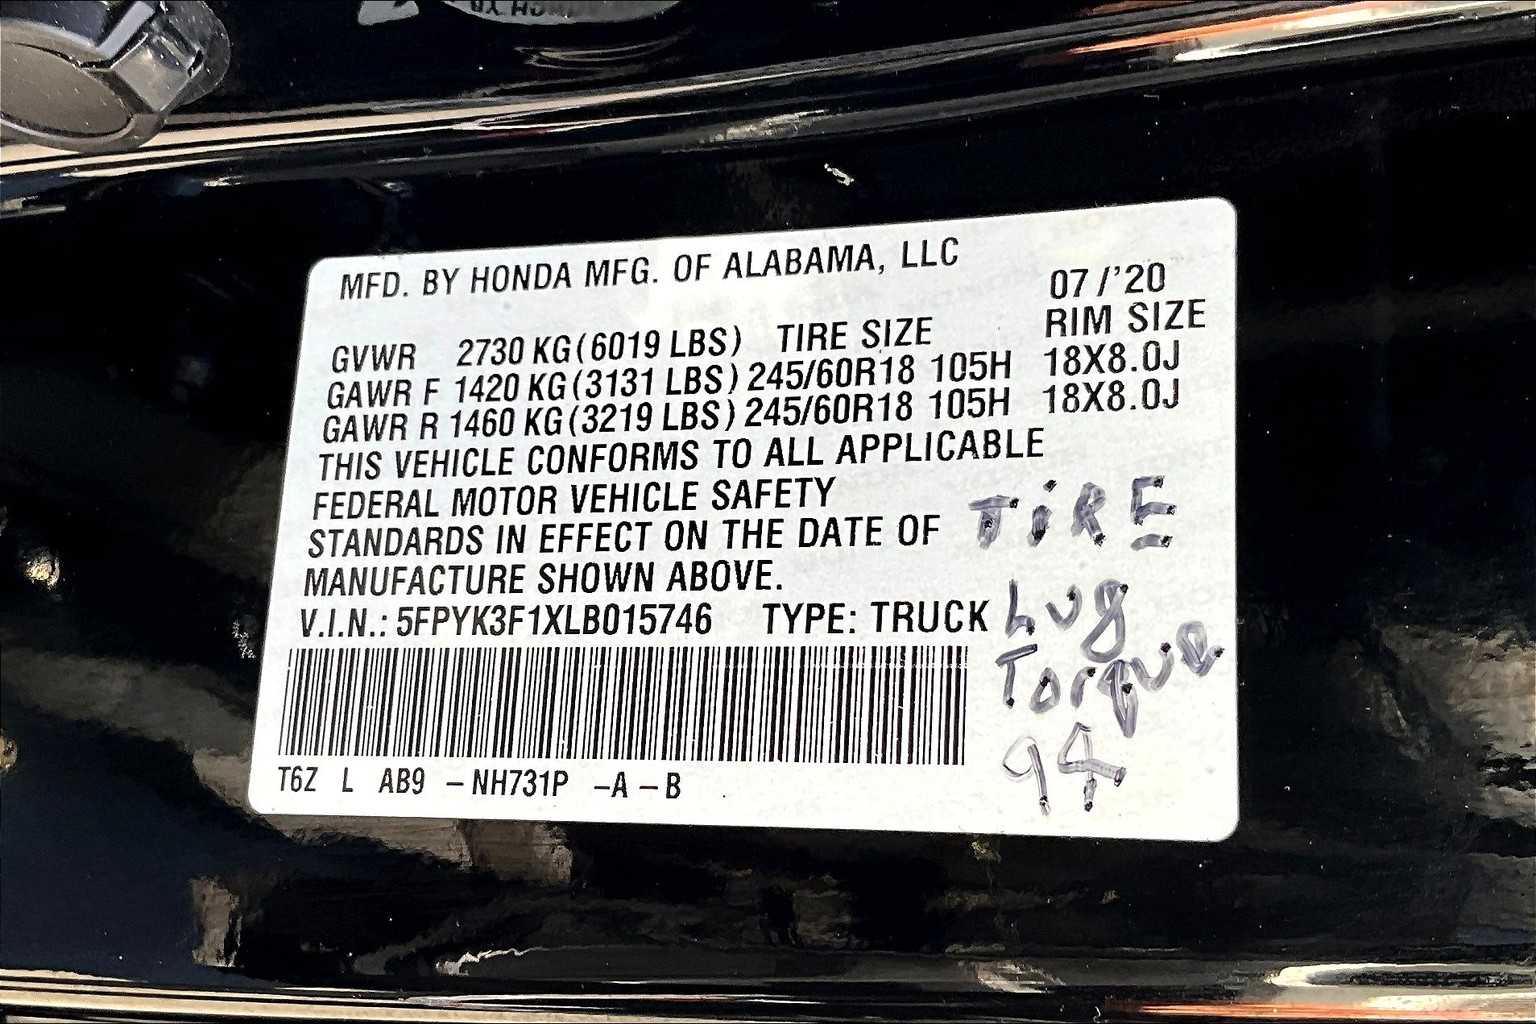 MFD. BY HONDA MFG. OF ALABAMA, LLC
07/'20
GVWR 2730 KG(6019 LBS) TIRE SIZE RIM SIZE
GAWR F 1420 KG(3131 LBS) 245/60R18 105H 18X8.0J
GAWR R 1460 KG(3219 LBS) 245/60R18 105H 18X8.0J
THIS VEHICLE CONFORMS TO ALL APPLICABLE
FEDERAL MOTOR VEHICLE SAFETY
STANDARDS IN EFFECT ON THE DATE OF
MANUFACTURE SHOWN ABOVE.
V.I.N.: 5FPYK3F1XLB015746 TYPE: TRUCK
T6Z L AB9 -NH731P -A-B
TiRE
Lug
Torque
94